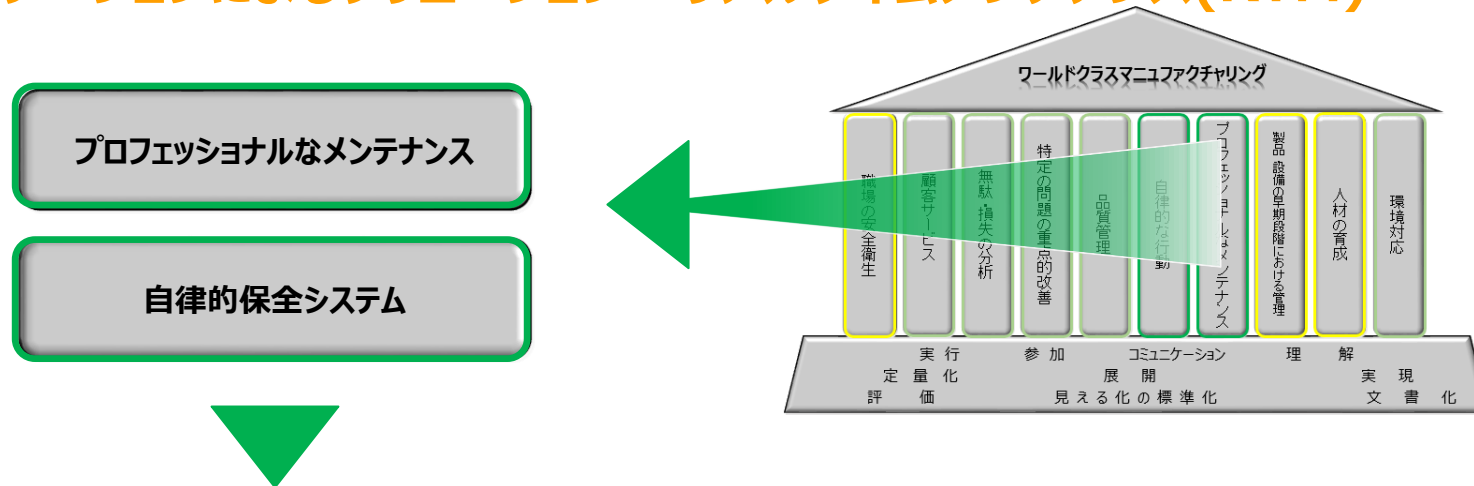 プロフェッショナルなメンテナンス
自律的保全システム
ワールドクラスマニュファクチャリング
職場の安全衛生
顧客サービス
無駄・損失の分析
特定の問題の重点的改善
品質管理
自律的な行動
プロフェッショナルなメンテナンス
製品・設備の早期段階における管理
人材の育成
環境対応
実行 参加 コミュニケーション 理解
定量化 展開 実現
評価 見える化の標準化 文書化